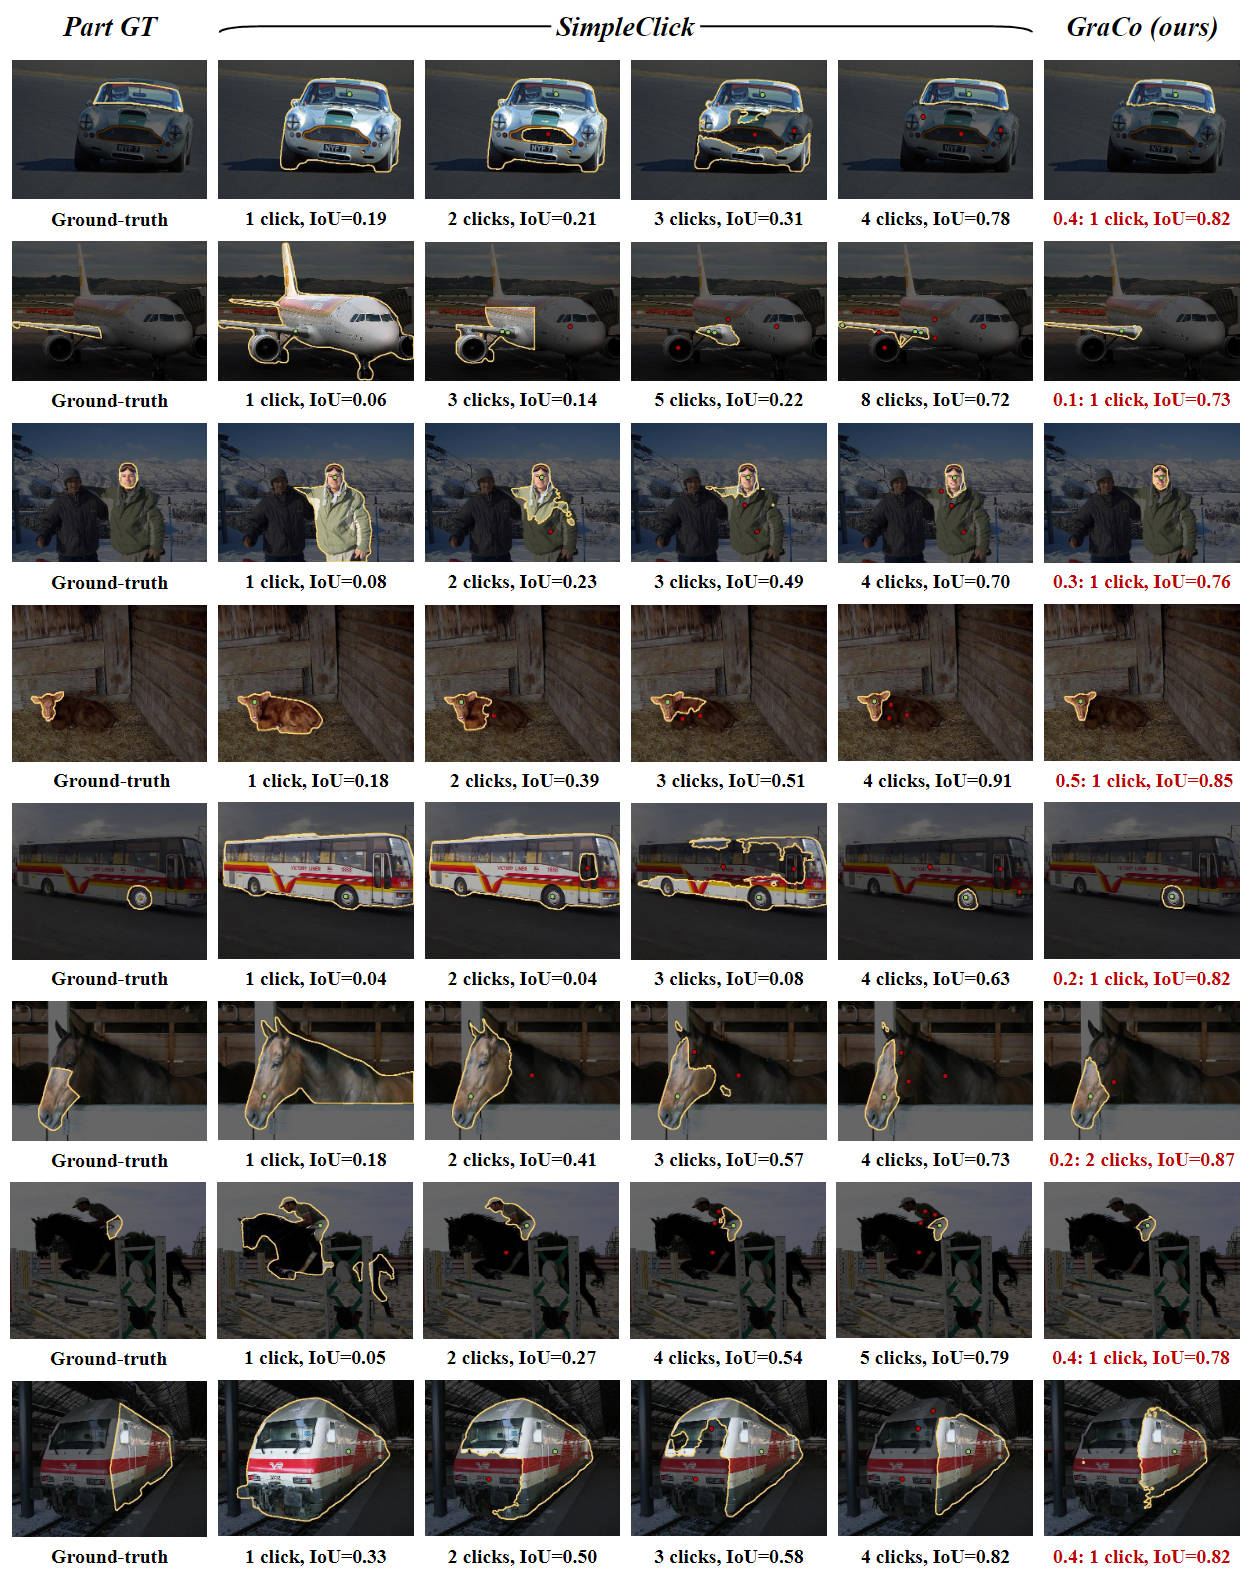 Part GT SimpleClick GraCo (ours)
Ground-truth 1 click, IoU=0.19 2 clicks, IoU=0.21 3 clicks, IoU=0.31 4 clicks, IoU=0.78 0.4: 1 click, IoU=0.82
Ground-truth 1 click, IoU=0.06 3 clicks, IoU=0.14 5 clicks, IoU=0.22 8 clicks, IoU=0.72 0.1: 1 click, IoU=0.73
Ground-truth 1 click, IoU=0.08 2 clicks, IoU=0.23 3 clicks, IoU=0.49 4 clicks, IoU=0.70 0.3: 1 click, IoU=0.76
Ground-truth 1 click, IoU=0.18 2 clicks, IoU=0.39 3 clicks, IoU=0.51 4 clicks, IoU=0.91 0.5: 1 click, IoU=0.85
Ground-truth 1 click, IoU=0.04 2 clicks, IoU=0.04 3 clicks, IoU=0.08 4 clicks, IoU=0.63 0.2: 1 click, IoU=0.82
Ground-truth 1 click, IoU=0.18 2 clicks, IoU=0.41 3 clicks, IoU=0.57 4 clicks, IoU=0.73 0.2: 2 clicks, IoU=0.87
Ground-truth 1 click, IoU=0.05 2 clicks, IoU=0.27 4 clicks, IoU=0.54 5 clicks, IoU=0.79 0.4: 1 click, IoU=0.78
Ground-truth 1 click, IoU=0.33 2 clicks, IoU=0.50 3 clicks, IoU=0.58 4 clicks, IoU=0.82 0.4: 1 click, IoU=0.82